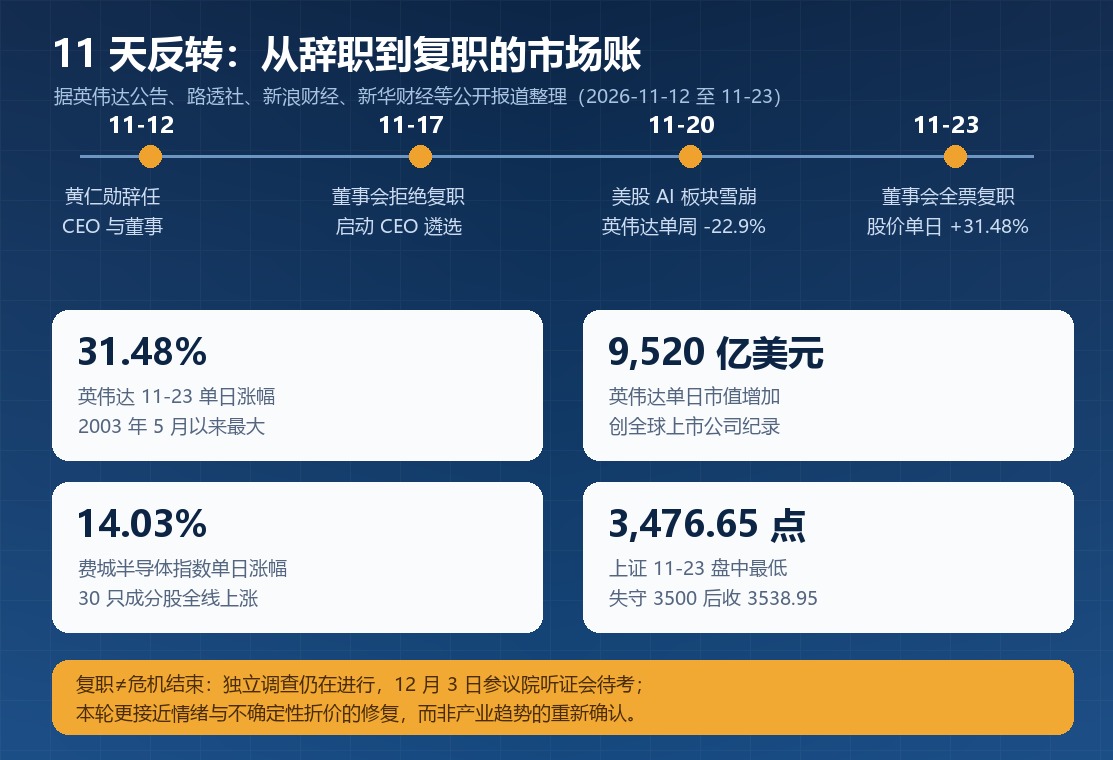 11 天反转：从辞职到复职的市场账
据英伟达公告、路透社、新浪财经、新华财经等公开报道整理（2026-11-12 至 11-23）
11-12
11-17
11-20
11-23
黄仁勋辞任
CEO 与董事
董事会拒绝复职
启动 CEO 遴选
美股 AI 板块雪崩
英伟达单周 -22.9%
董事会全票复职
股价单日 +31.48%
31.48%
英伟达 11-23 单日涨幅
2003 年 5 月以来最大
9,520 亿美元
英伟达单日市值增加
创全球上市公司纪录
14.03%
费城半导体指数单日涨幅
30 只成分股全线上涨
3,476.65 点
上证 11-23 盘中最低
失守 3500 后收 3538.95
复职≠危机结束：独立调查仍在进行，12 月 3 日参议院听证会待考；
本轮更接近情绪与不确定性折价的修复，而非产业趋势的重新确认。